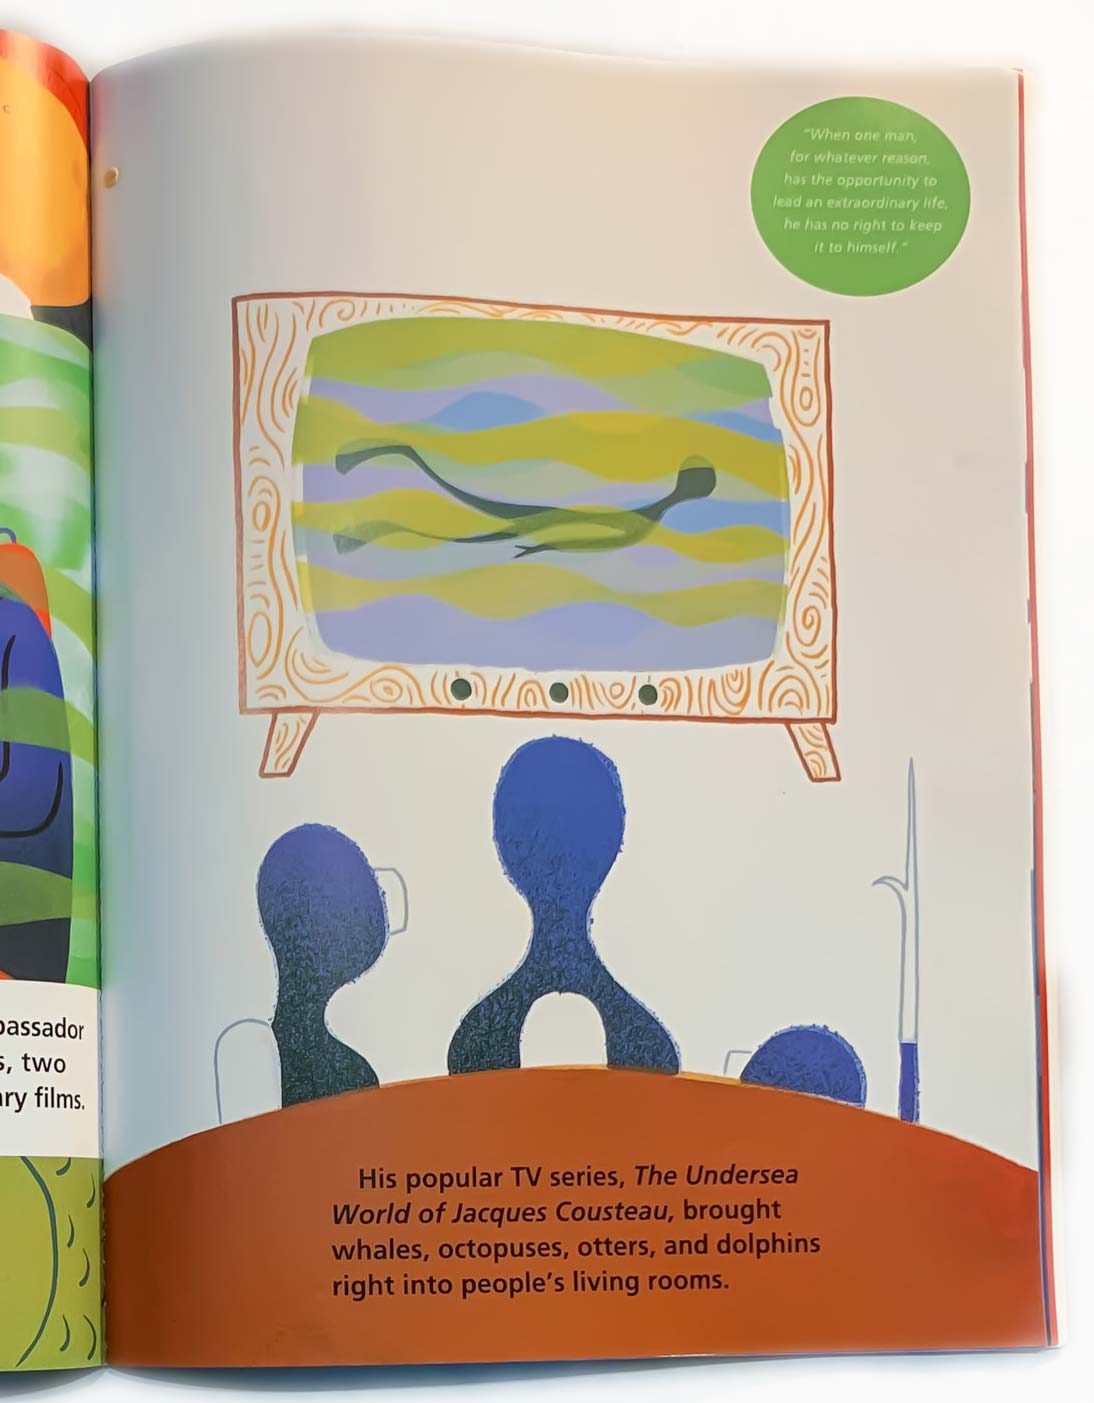 passador
s, two
ary films.
"When one man,
for whatever reason,
has the opportunity to
lead an extraordinary life,
he has no right to keep
it to himself."
His popular TV series, The Undersea
World of Jacques Cousteau, brought
whales, octopuses, otters, and dolphins
right into people's living rooms.